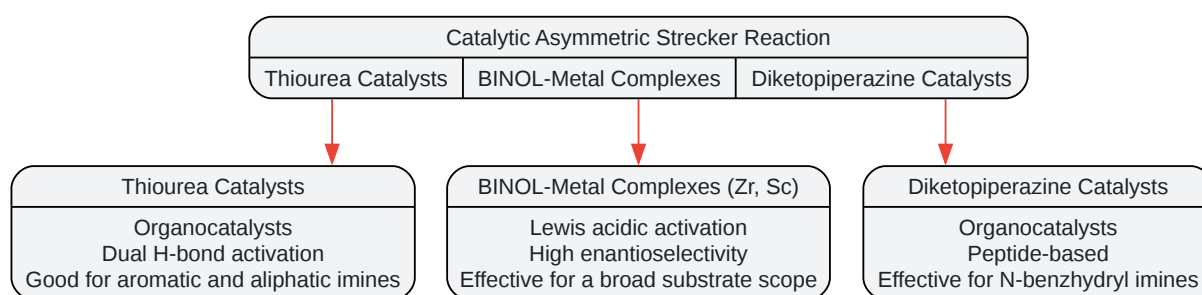 Catalytic Asymmetric Strecker Reaction
Thiourea Catalysts
BINOL-Metal Complexes
Diketopiperazine Catalysts
Thiourea Catalysts
Organocatalysts
Dual H-bond activation
Good for aromatic and aliphatic imines
BINOL-Metal Complexes (Zr, Sc)
Lewis acidic activation
High enantioselectivity
Effective for a broad substrate scope
Diketopiperazine Catalysts
Organocatalysts
Peptide-based
Effective for N-benzhydryl imines